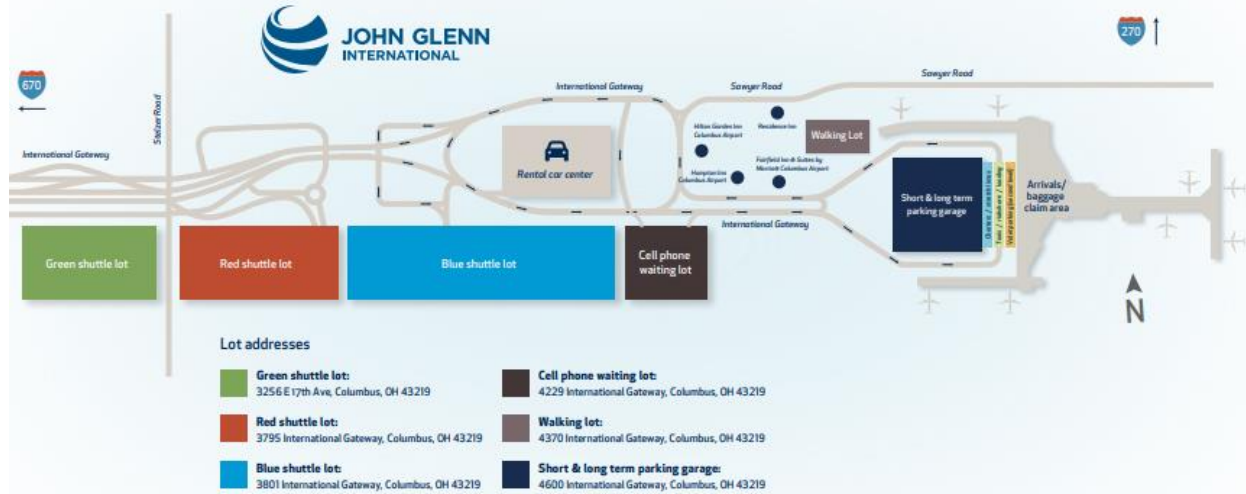 JOHN GLENN
INTERNATIONAL
270
670
Stelzer Road
International Gateway
International Gateway
Sawyer Road
Sawyer Road
Hilton Garden Inn
Columbus Airport
Residence Inn
Walking Lot
Rental car center
Hampton Inn
Columbus Airport
Fairfield Inn & Suites by
Marriott Columbus Airport
Short & long term
parking garage
Arrivals/
baggage
claim area
International Gateway
Green shuttle lot
Red shuttle lot
Blue shuttle lot
Cell phone
waiting lot
N
Lot addresses
Green shuttle lot:
3256 E 17th Ave, Columbus, OH 43219
Red shuttle lot:
3795 International Gateway, Columbus, OH 43219
Blue shuttle lot:
3801 International Gateway, Columbus, OH 43219
Cell phone waiting lot:
4229 International Gateway, Columbus, OH 43219
Walking lot:
4370 International Gateway, Columbus, OH 43219
Short & long term parking garage:
4600 International Gateway, Columbus, OH 43219